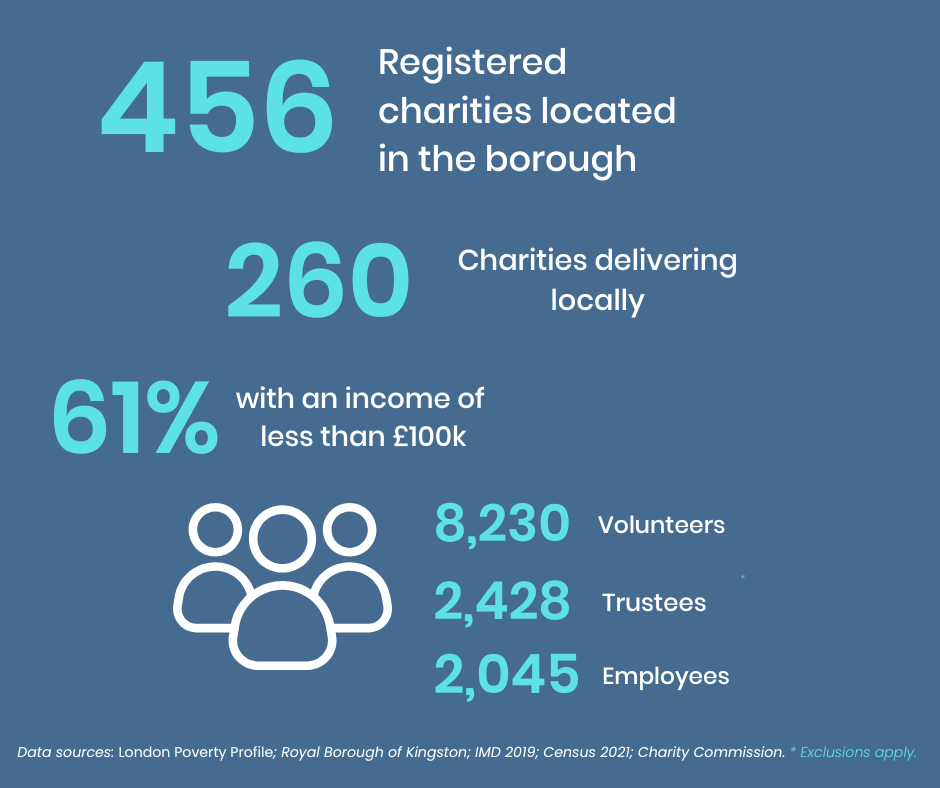 456
Registered
charities located
in the borough
260
Charities delivering
locally
61%
with an income of
less than £100k
8,230 Volunteers
*
2,428 Trustees
2,045 Employees
Data sources: London Poverty Profile; Royal Borough of Kingston; IMD 2019; Census 2021; Charity Commission. * Exclusions apply.